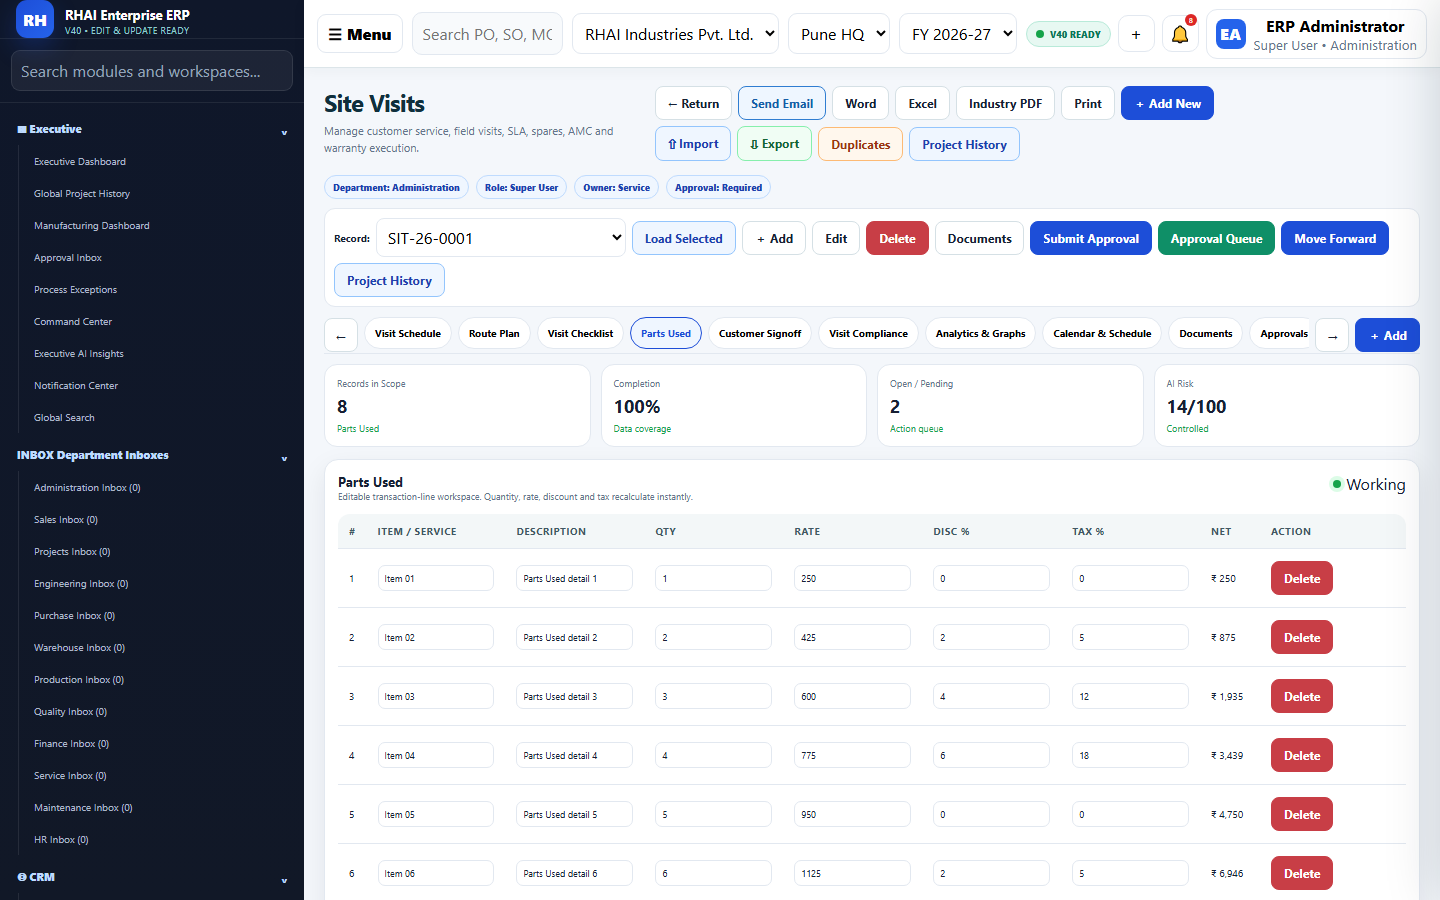 RH
RHAI Enterprise ERP
V40 • EDIT & UPDATE READY
Search modules and workspaces...
Executive
Executive Dashboard
Global Project History
Manufacturing Dashboard
Approval Inbox
Process Exceptions
Command Center
Executive AI Insights
Notification Center
Global Search
INBOX Department Inboxes
Administration Inbox (0)
Sales Inbox (0)
Projects Inbox (0)
Engineering Inbox (0)
Purchase Inbox (0)
Warehouse Inbox (0)
Production Inbox (0)
Quality Inbox (0)
Finance Inbox (0)
Service Inbox (0)
Maintenance Inbox (0)
HR Inbox (0)
CRM
☰ Menu
Search PO, SO, MO
RHAI Industries Pvt. Ltd.
Pune HQ
FY 2026-27
V40 READY
+
8
EA
ERP Administrator
Super User • Administration
Site Visits
Manage customer service, field visits, SLA, spares, AMC and
warranty execution.
← Return
Send Email
Word
Excel
Industry PDF
Print
+ Add New
⇧ Import
⇩ Export
Duplicates
Project History
Department: Administration
Role: Super User
Owner: Service
Approval: Required
Record:
SIT-26-0001
Load Selected
+ Add
Edit
Delete
Documents
Submit Approval
Approval Queue
Move Forward
Project History
←
Visit Schedule
Route Plan
Visit Checklist
Parts Used
Customer Signoff
Visit Compliance
Analytics & Graphs
Calendar & Schedule
Documents
Approvals
→
+ Add
Records in Scope
8
Parts Used
Completion
100%
Data coverage
Open / Pending
2
Action queue
AI Risk
14/100
Controlled
Parts Used
Editable transaction-line workspace. Quantity, rate, discount and tax recalculate instantly.
Working
# ITEM / SERVICE DESCRIPTION QTY RATE DISC % TAX % NET ACTION
1 Item 01 Parts Used detail 1 1 250 0 0 ₹ 250 Delete
2 Item 02 Parts Used detail 2 2 425 2 5 ₹ 875 Delete
3 Item 03 Parts Used detail 3 3 600 4 12 ₹ 1,935 Delete
4 Item 04 Parts Used detail 4 4 775 6 18 ₹ 3,439 Delete
5 Item 05 Parts Used detail 5 5 950 0 0 ₹ 4,750 Delete
6 Item 06 Parts Used detail 6 6 1125 2 5 ₹ 6,946 Delete